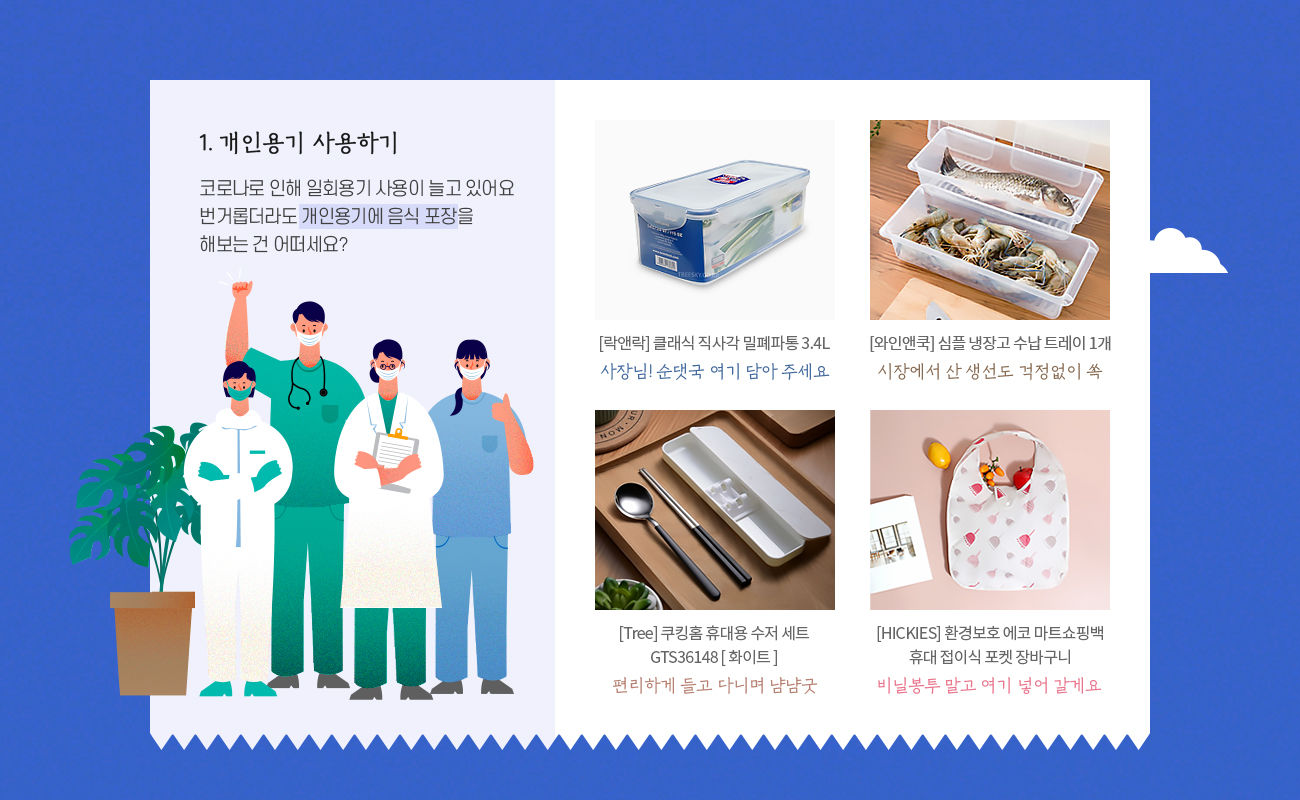 1. 개인용기 사용하기
코로나로 인해 일회용기 사용이 늘고 있어요
번거롭더라도 개인용기에 음식 포장을
해보는 건 어떠세요?
[락앤락] 클래식 직사각 밀폐파통 3.4L
사장님! 순댓국 여기 담아 주세요
[와인앤쿡] 심플 냉장고 수납 트레이 1개
시장에서 산 생선도 걱정없이 쏙
[Tree] 쿠킹홈 휴대용 수저 세트
GTS36148 [ 화이트 ]
편리하게 들고 다니며 냠냠굿
[HICKIES] 환경보호 에코 마트쇼핑백
휴대 접이식 포켓 장바구니
비닐봉투 말고 여기 넣어 갈게요